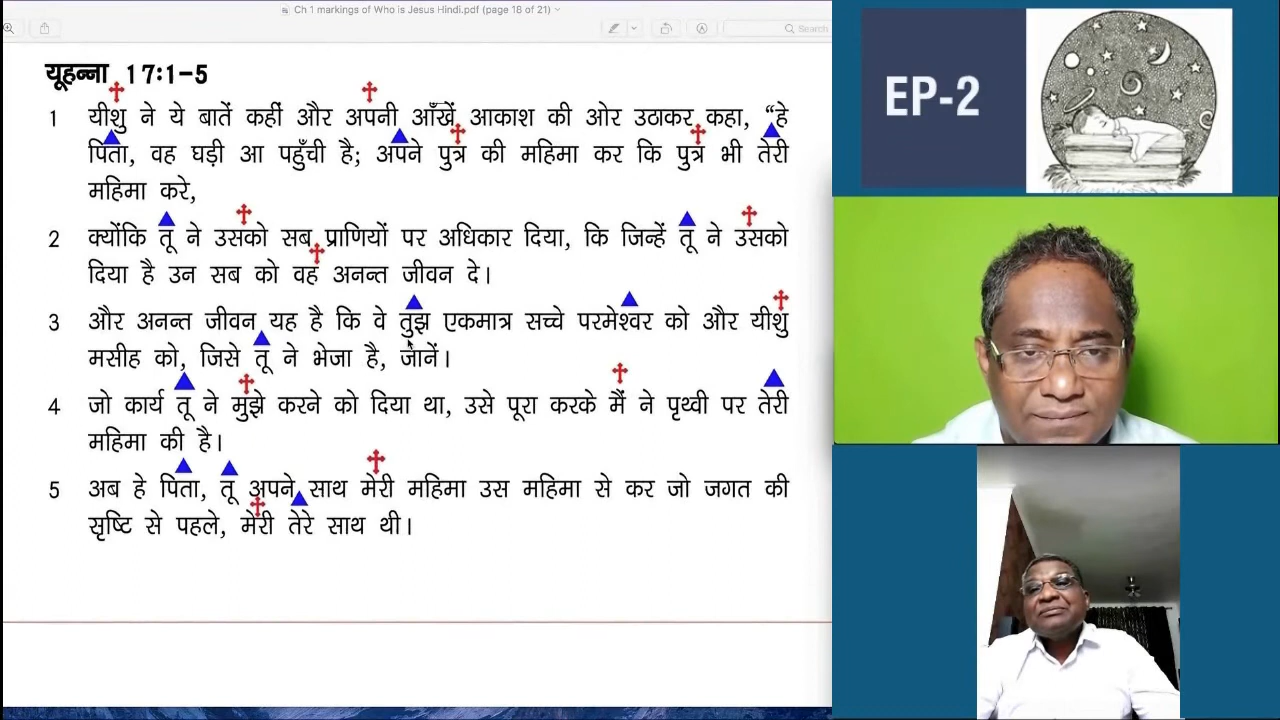 Ch 1 markings of Who is Jesus Hindi.pdf (page 18 of 21)
Search
यूहन्ना 17:1-5
1 यीशु ने ये बातें कहीं और अपनी आँखें आकाश की ओर उठाकर कहा, “हे
पिता, वह घड़ी आ पहुँची है; अपने पुत्र की महिमा कर कि पुत्र भी तेरी
महिमा करे,
2 क्योंकि तू ने उसको सब प्राणियों पर अधिकार दिया, कि जिन्हें तू ने उसको
दिया है उन सब को वह अनन्त जीवन दे।
3 और अनन्त जीवन यह है कि वे तुझ एकमात्र सच्चे परमेश्वर को और यीशु
मसीह को, जिसे तू ने भेजा है, जानें।
4 जो कार्य तू ने मुझे करने को दिया था, उसे पूरा करके मैं ने पृथ्वी पर तेरी
महिमा की है।
5 अब हे पिता, तू अपने साथ मेरी महिमा उस महिमा से कर जो जगत की
सृष्टि से पहले, मेरी तेरे साथ थी।
EP-2